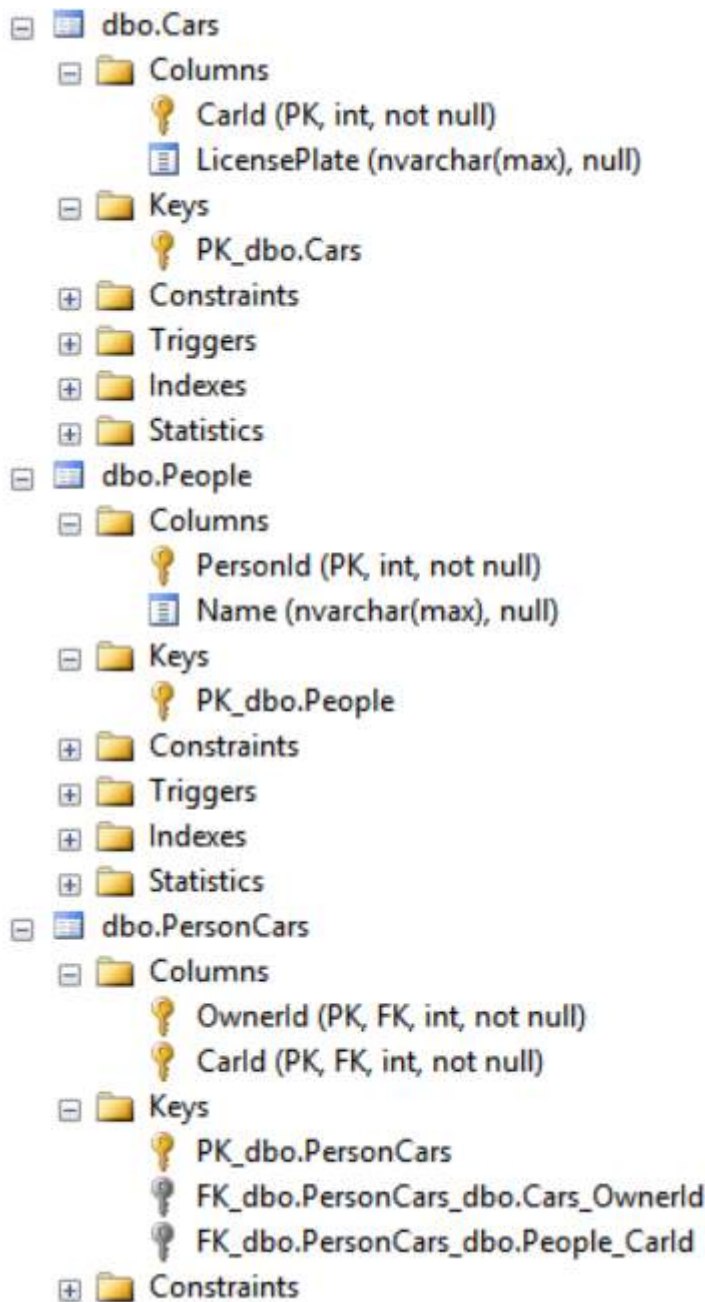 dbo.Cars
Columns
CarId (PK, int, not null)
LicensePlate (nvarchar(max), null)
Keys
PK_dbo.Cars
Constraints
Triggers
Indexes
Statistics
dbo.People
Columns
PersonId (PK, int, not null)
Name (nvarchar(max), null)
Keys
PK_dbo.People
Constraints
Triggers
Indexes
Statistics
dbo.PersonCars
Columns
OwnerId (PK, FK, int, not null)
CarId (PK, FK, int, not null)
Keys
PK_dbo.PersonCars
FK_dbo.PersonCars_dbo.Cars_OwnerId
FK_dbo.PersonCars_dbo.People_CarId
Constraints